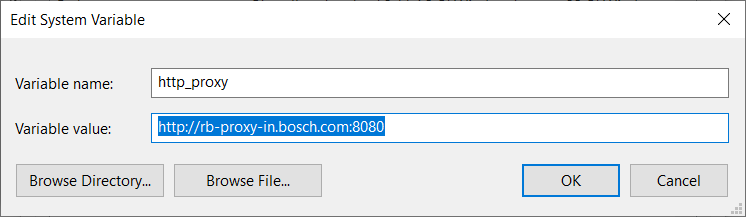 Edit System Variable
Variable name: http_proxy
Variable value: http://rb-proxy-in.bosch.com:8080
Browse Directory... Browse File... OK Cancel